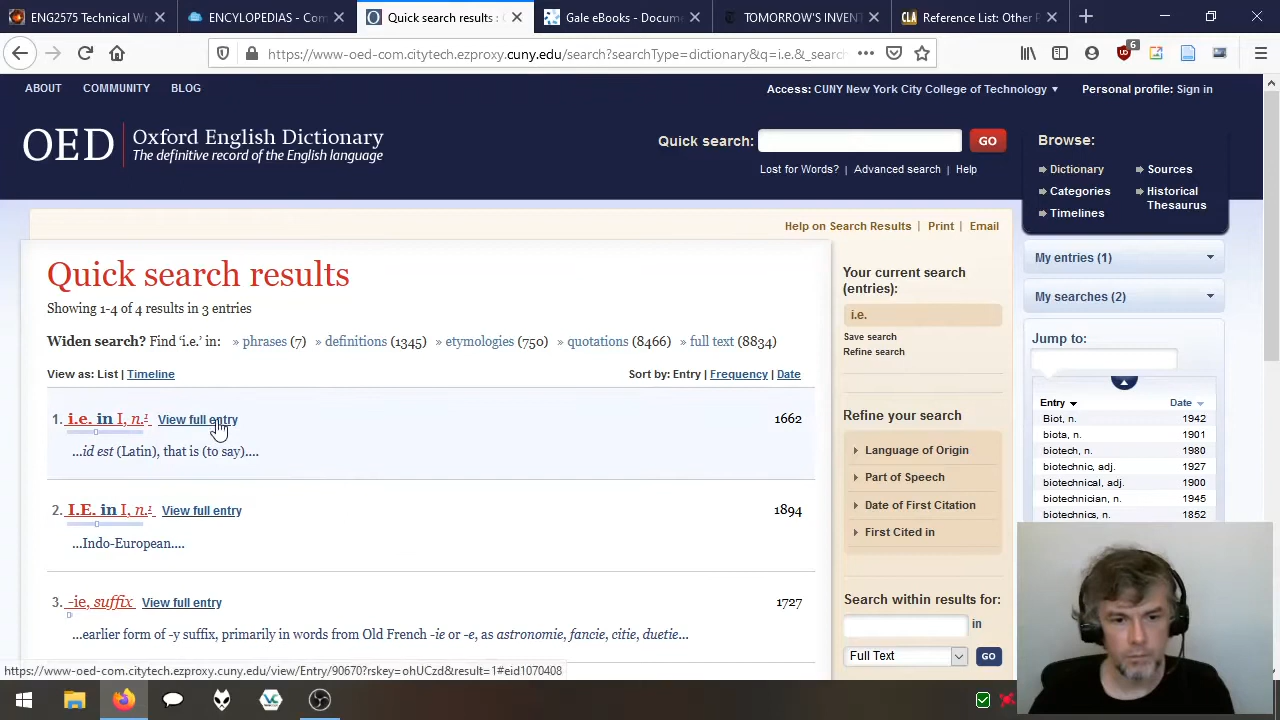 ENG2575 Technical Wr
ENCYLOPEDIAS - Com
Quick search results :
Gale eBooks - Docume
TOMORROW'S INVENT
Reference List: Other P
https://www-oed-com.citytech.ezproxy.cuny.edu/search?searchType=dictionary&q=i.e.&_searc
6
ABOUT COMMUNITY BLOG
Access: CUNY New York City College of Technology
Personal profile: Sign in
OED Oxford English Dictionary
The definitive record of the English language
Quick search: GO
Lost for Words? | Advanced search | Help
Browse:
Dictionary Sources
Categories Historical Thesaurus
Timelines
Help on Search Results | Print | Email
Quick search results
Showing 1-4 of 4 results in 3 entries
Widen search? Find ‘i.e.’ in: » phrases (7) » definitions (1345) » etymologies (750) » quotations (8466) » full text (8834)
View as: List | Timeline
Sort by: Entry | Frequency | Date
1. i.e. in I, n.¹ View full entry 1662
...id est (Latin), that is (to say)....
2. I.E. in I, n.¹ View full entry 1894
...Indo-European....
3. -ie, suffix View full entry 1727
...earlier form of -y suffix, primarily in words from Old French -ie or -e, as astronomie, fancie, citie, duetie...
Your current search (entries):
i.e.
Save search
Refine search
Refine your search
Language of Origin
Part of Speech
Date of First Citation
First Cited in
Search within results for:
in
Full Text GO
My entries (1)
My searches (2)
Jump to:
Entry Date
Biot, n. 1942
biota, n. 1901
biotech, n. 1980
biotechnic, adj. 1927
biotechnical, adj. 1900
biotechnician, n. 1945
biotechnics, n. 1852
https://www-oed-com.citytech.ezproxy.cuny.edu/view/Entry/90670?rskey=ohUCzd&result=1#eid1070408